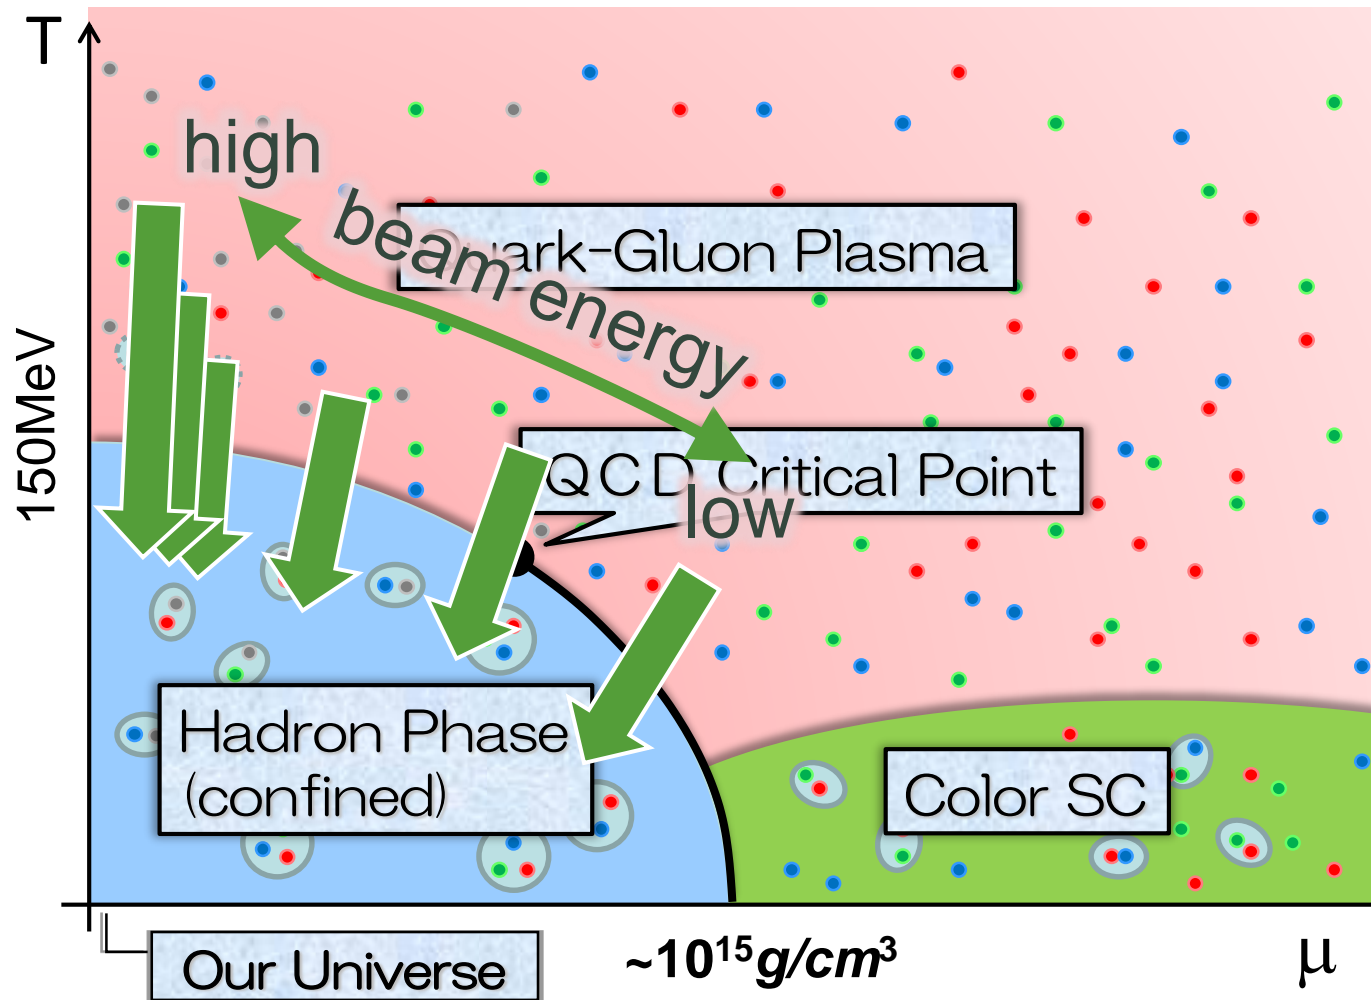 T
high
beam energy
Quark-Gluon Plasma
150MeV
QCD Critical Point
low
Hadron Phase
(confined)
Color SC
Our Universe
~10¹⁵g/cm³
μ